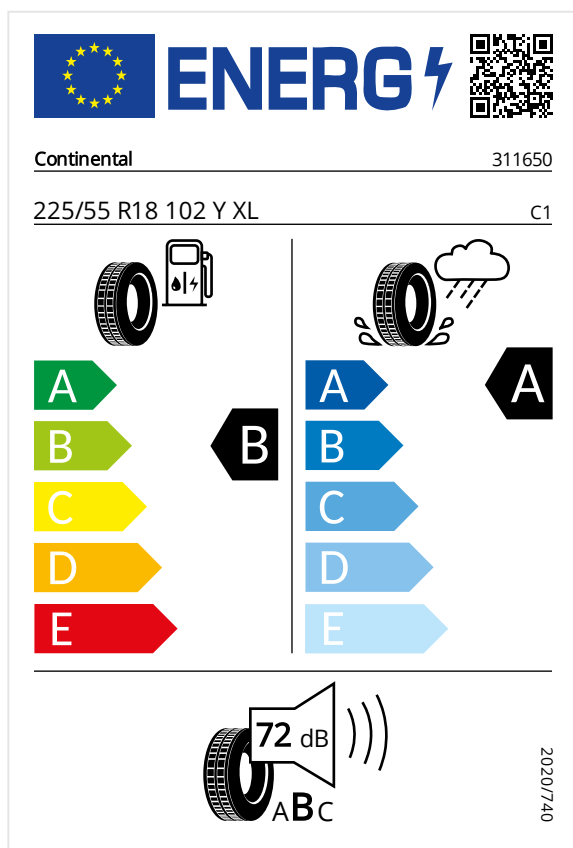 ENERG
Continental 311650
225/55 R18 102 Y XL C1
A A A
B B B
C C
D D
E E
72 dB
ABC
2020/740